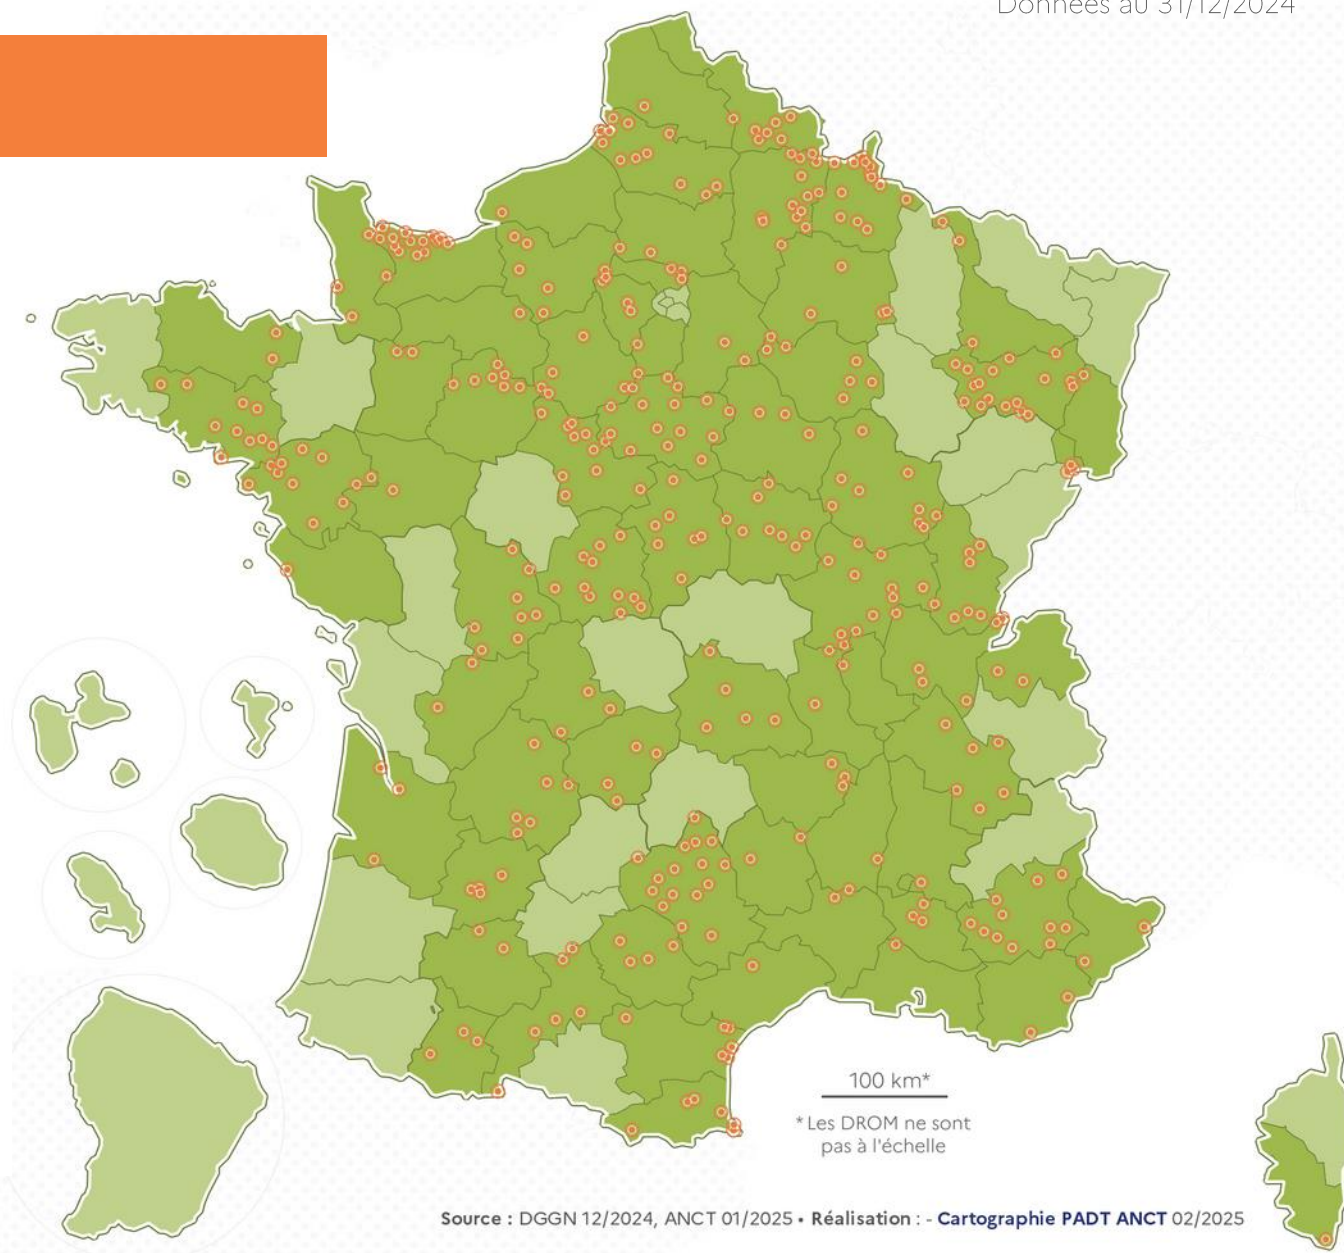 Données au 31/12/2024
100 km*
* Les DROM ne sont
pas à l'échelle
Source : DGGN 12/2024, ANCT 01/2025 • Réalisation : - Cartographie PADT ANCT 02/2025